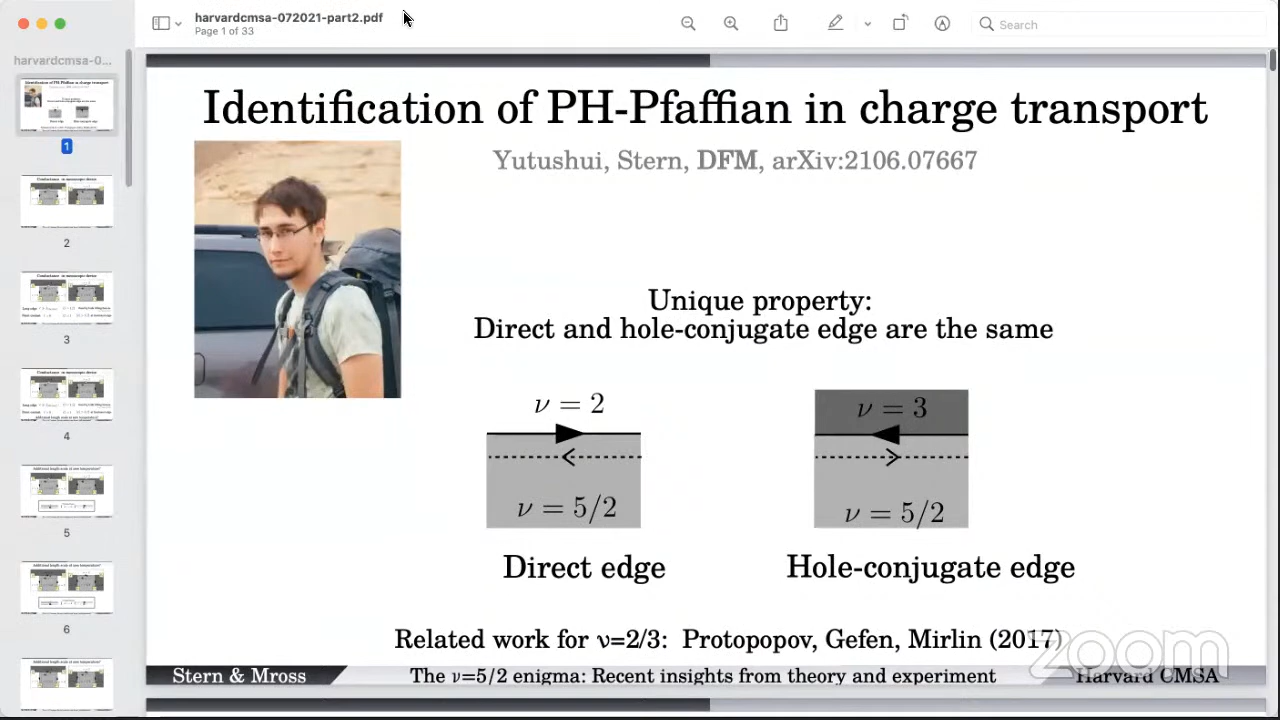 harvardcmsa-072021-part2.pdf
Page 1 of 33
Search
harvardcmsa-0...
1
2
3
4
5
6
Identification of PH-Pfaffian in charge transport
Yutushui, Stern, DFM, arXiv:2106.07667
Unique property:
Direct and hole-conjugate edge are the same
ν = 2
ν = 5/2
Direct edge
ν = 3
ν = 5/2
Hole-conjugate edge
Related work for ν=2/3: Protopopov, Gefen, Mirlin (2017)
zoom
Stern & Mross
The ν=5/2 enigma: Recent insights from theory and experiment
Harvard CMSA